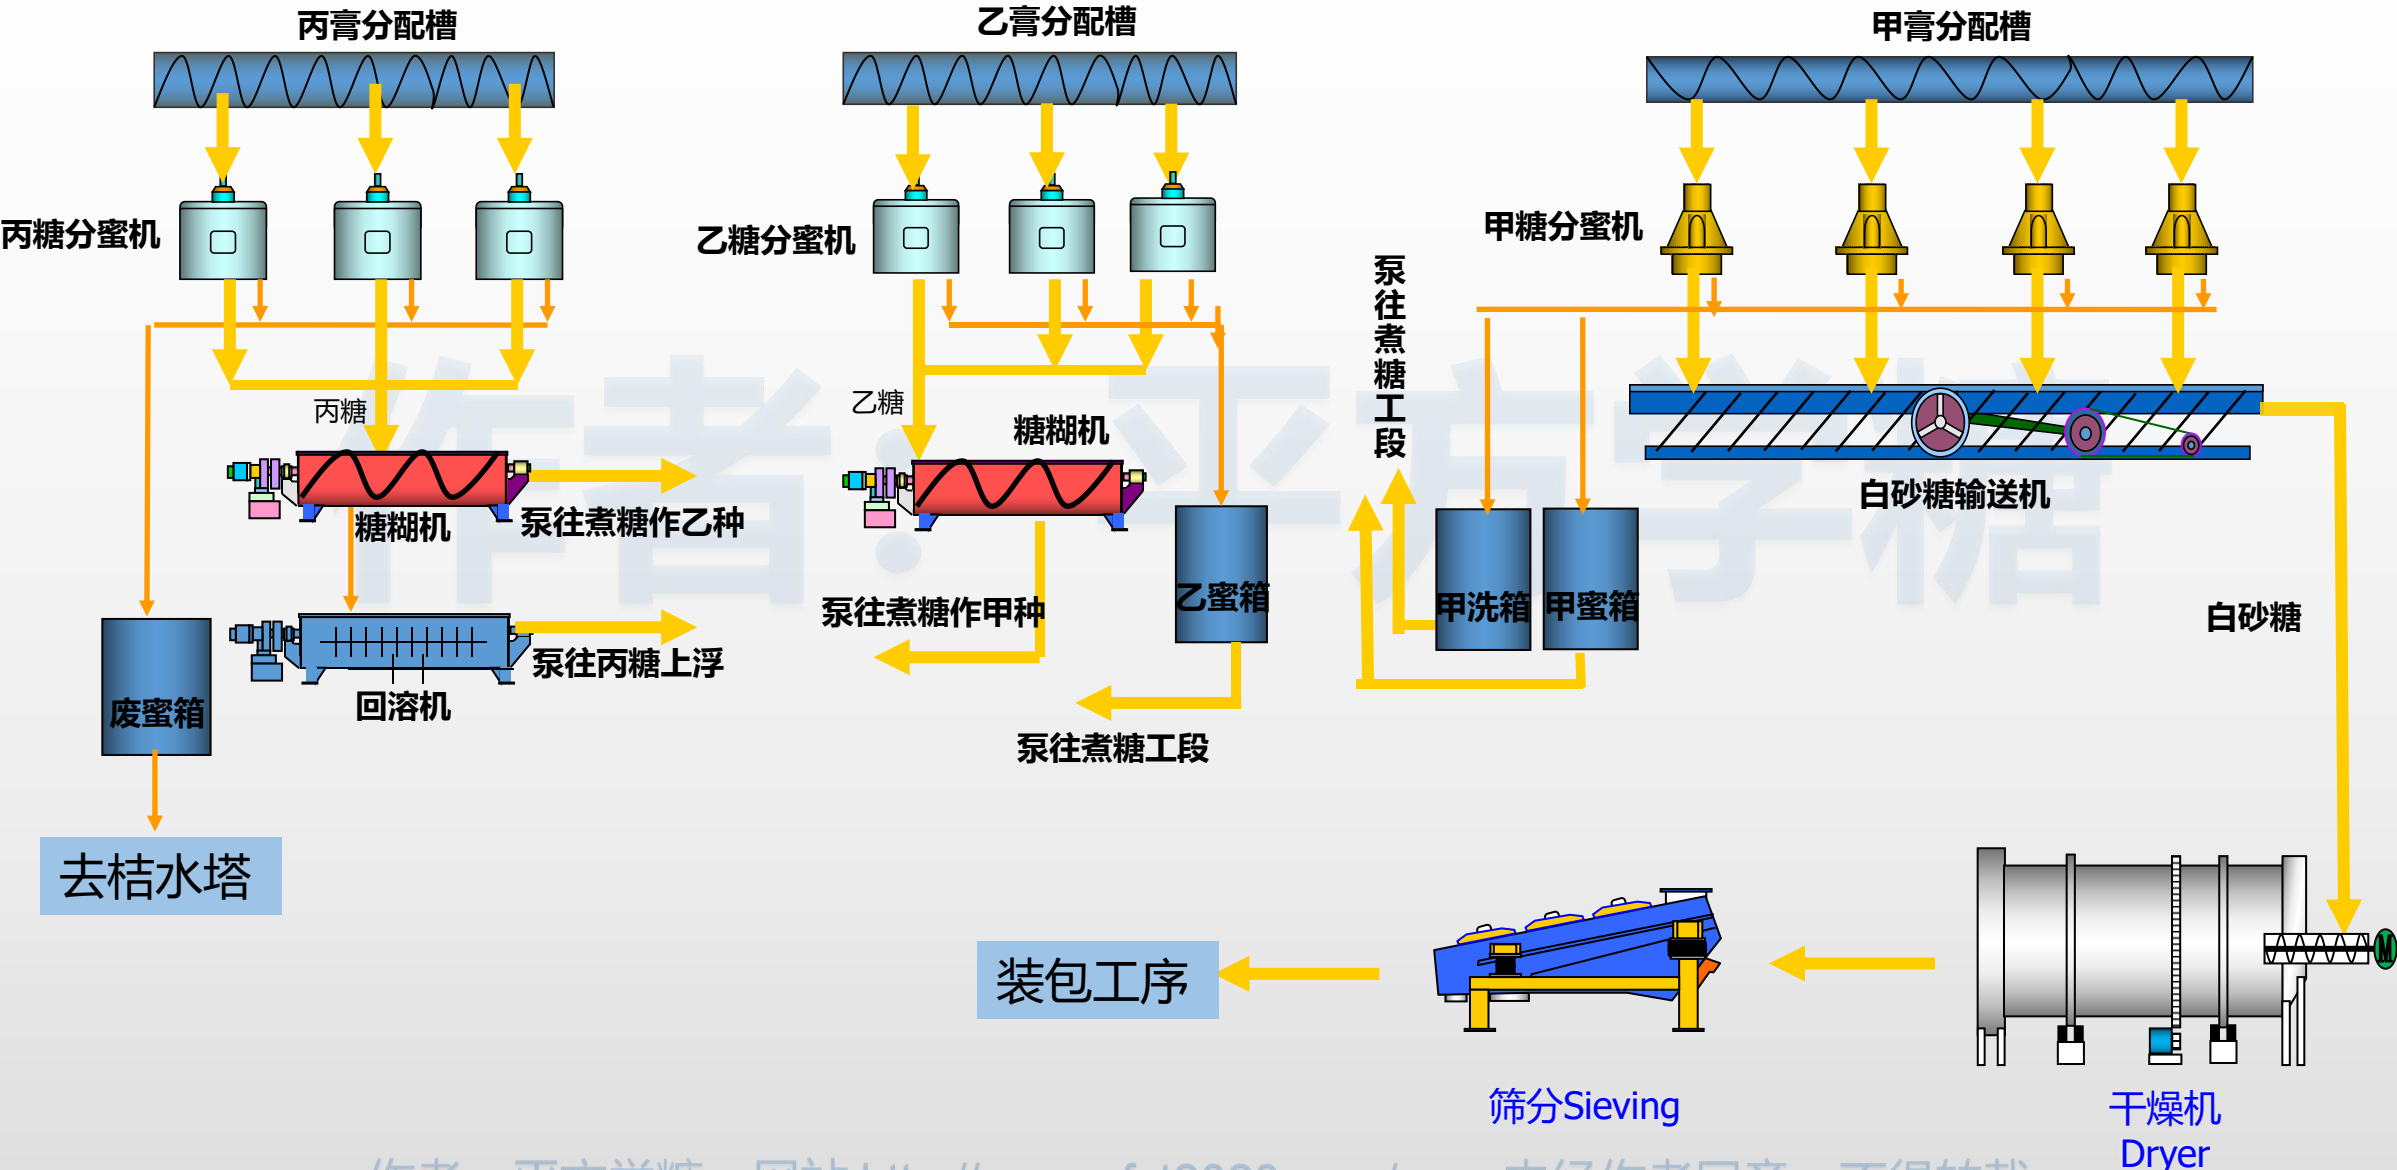 丙膏分配槽
乙膏分配槽
甲膏分配槽
丙糖分蜜机
乙糖分蜜机
甲糖分蜜机
泵往煮糖工段
丙糖
乙糖
糖糊机
作者：平方学糖
白砂糖输送机
糖糊机
泵往煮糖作乙种
乙蜜箱
甲洗箱
甲蜜箱
泵往煮糖作甲种
白砂糖
泵往丙糖上浮
回溶机
废蜜箱
泵往煮糖工段
去桔水塔
装包工序
筛分Sieving
干燥机
Dryer